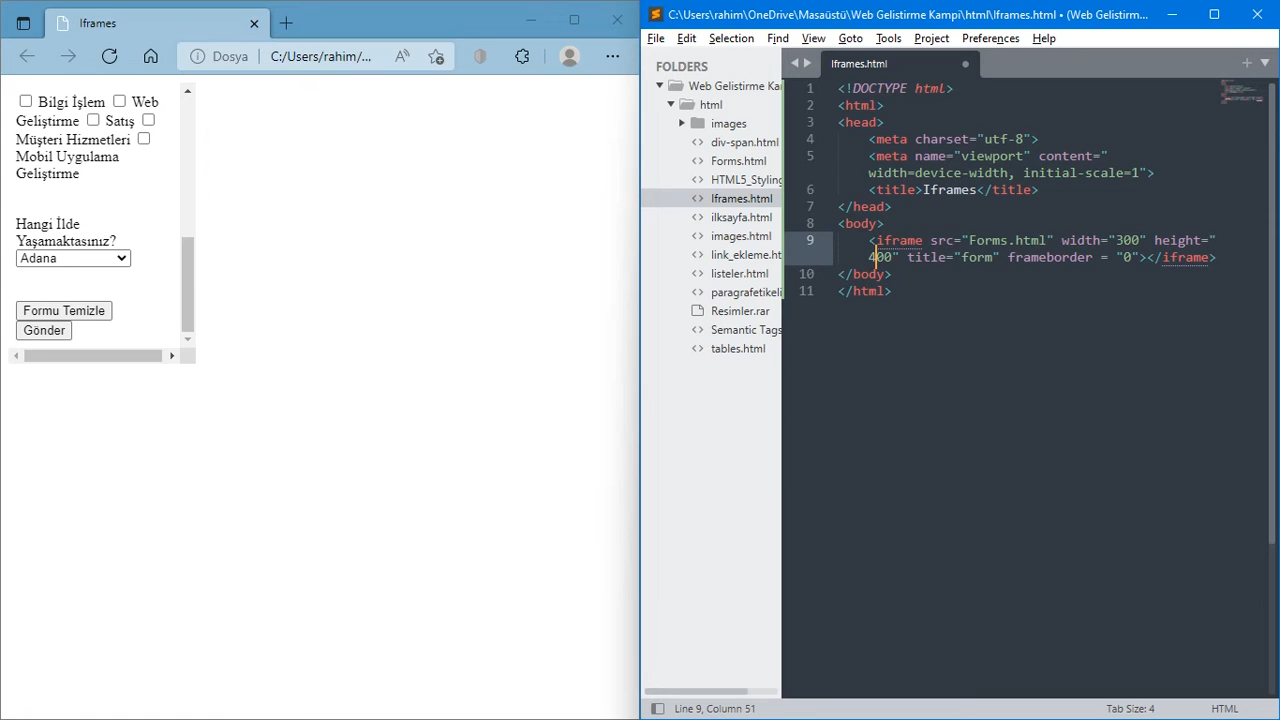 Iframes
Dosya
C:/Users/rahim/...
Bilgi İşlem Web
Geliştirme Satış
Müşteri Hizmetleri
Mobil Uygulama
Geliştirme
Hangi İlde
Yaşamaktasınız?
Adana
Formu Temizle
Gönder
C:\Users\rahim\OneDrive\Masaüstü\Web Gelistirme Kampi\html\Iframes.html • (Web Gelistirm...
File Edit Selection Find View Goto Tools Project Preferences Help
FOLDERS
Web Gelistirme Ka
html
images
div-span.html
Forms.html
HTML5_Styling
Iframes.html
ilksayfa.html
images.html
link_ekleme.ht
listeler.html
paragrafetikeli
Resimler.rar
Semantic Tags
tables.html
Iframes.html
1 <!DOCTYPE html>
2 <html>
3 <head>
4 <meta charset="utf-8">
5 <meta name="viewport" content="
width=device-width, initial-scale=1">
6 <title>Iframes</title>
7 </head>
8 <body>
9 <iframe src="Forms.html" width="300" height="
400" title="form" frameborder = "0"></iframe>
10 </body>
11 </html>
Line 9, Column 51
Tab Size: 4
HTML